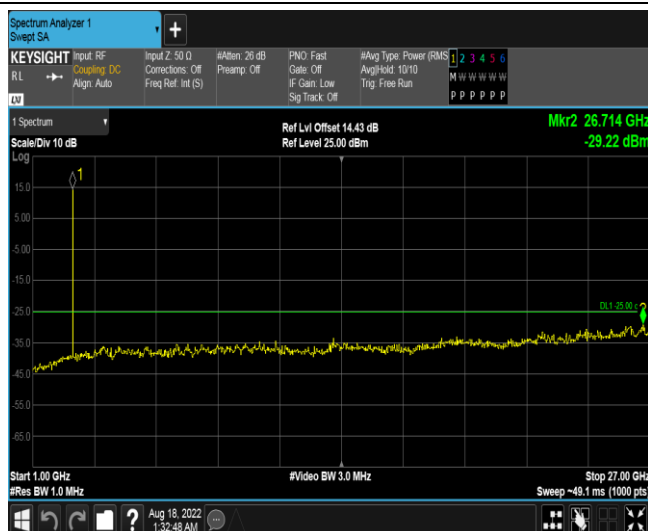 Spectrum Analyzer 1
Swept SA
KEYSIGHT
RL
LXI
Input: RF
Coupling: DC
Align: Auto
Input Z: 50 Ω
Corrections: Off
Freq Ref: Int (S)
#Atten: 26 dB
Preamp: Off
PNO: Fast
Gate: Off
IF Gain: Low
Sig Track: Off
#Avg Type: Power (RMS
Avg|Hold: 10/10
Trig: Free Run
1 2 3 4 5 6
M W W W W W
P P P P P P
1 Spectrum
Scale/Div 10 dB
Log
Ref Lvl Offset 14.43 dB
Ref Level 25.00 dBm
Mkr2 26.714 GHz
-29.22 dBm
1
15.0
5.00
-5.00
-15.0
-25.0
DL1 -25.00
2
-35.0
-45.0
-55.0
-65.0
Start 1.00 GHz
#Res BW 1.0 MHz
#Video BW 3.0 MHz
Stop 27.00 GHz
Sweep ~49.1 ms (1000 pts)
Aug 18, 2022
1:32:48 AM